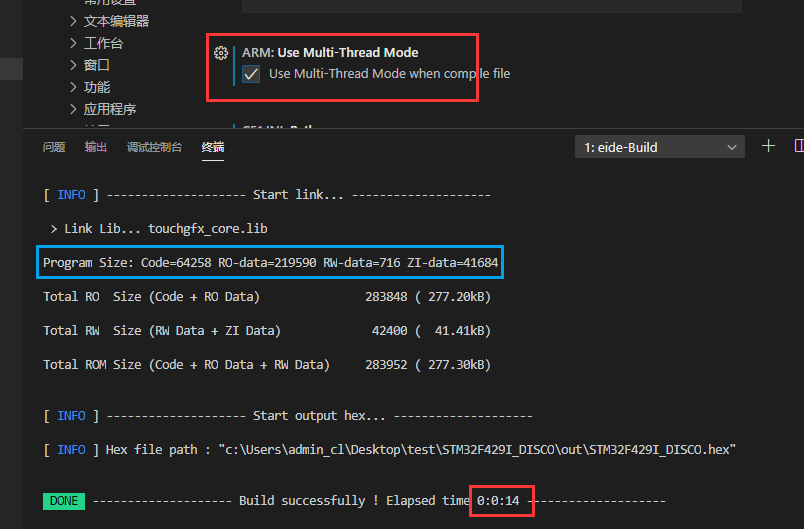 常用设置
文本编辑器
工作台
窗口
功能
应用程序
ARM: Use Multi-Thread Mode
Use Multi-Thread Mode when compile file
问题 输出 调试控制台 终端
1: eide-Build
[ INFO ] -------------------- Start link... --------------------
> Link Lib... touchgfx_core.lib
Program Size: Code=64258 RO-data=219590 RW-data=716 ZI-data=41684
Total RO  Size (Code + RO Data)               283848 ( 277.20kB)
Total RW  Size (RW Data + ZI Data)             42400 (  41.41kB)
Total ROM Size (Code + RO Data + RW Data)     283952 ( 277.30kB)
[ INFO ] -------------------- Start output hex... --------------------
[ INFO ] Hex file path : "c:\Users\admin_cl\Desktop\test\STM32F429I_DISCO\out\STM32F429I_DISCO.hex"
DONE -------------------- Build successfully ! Elapsed time 0:0:14 --------------------